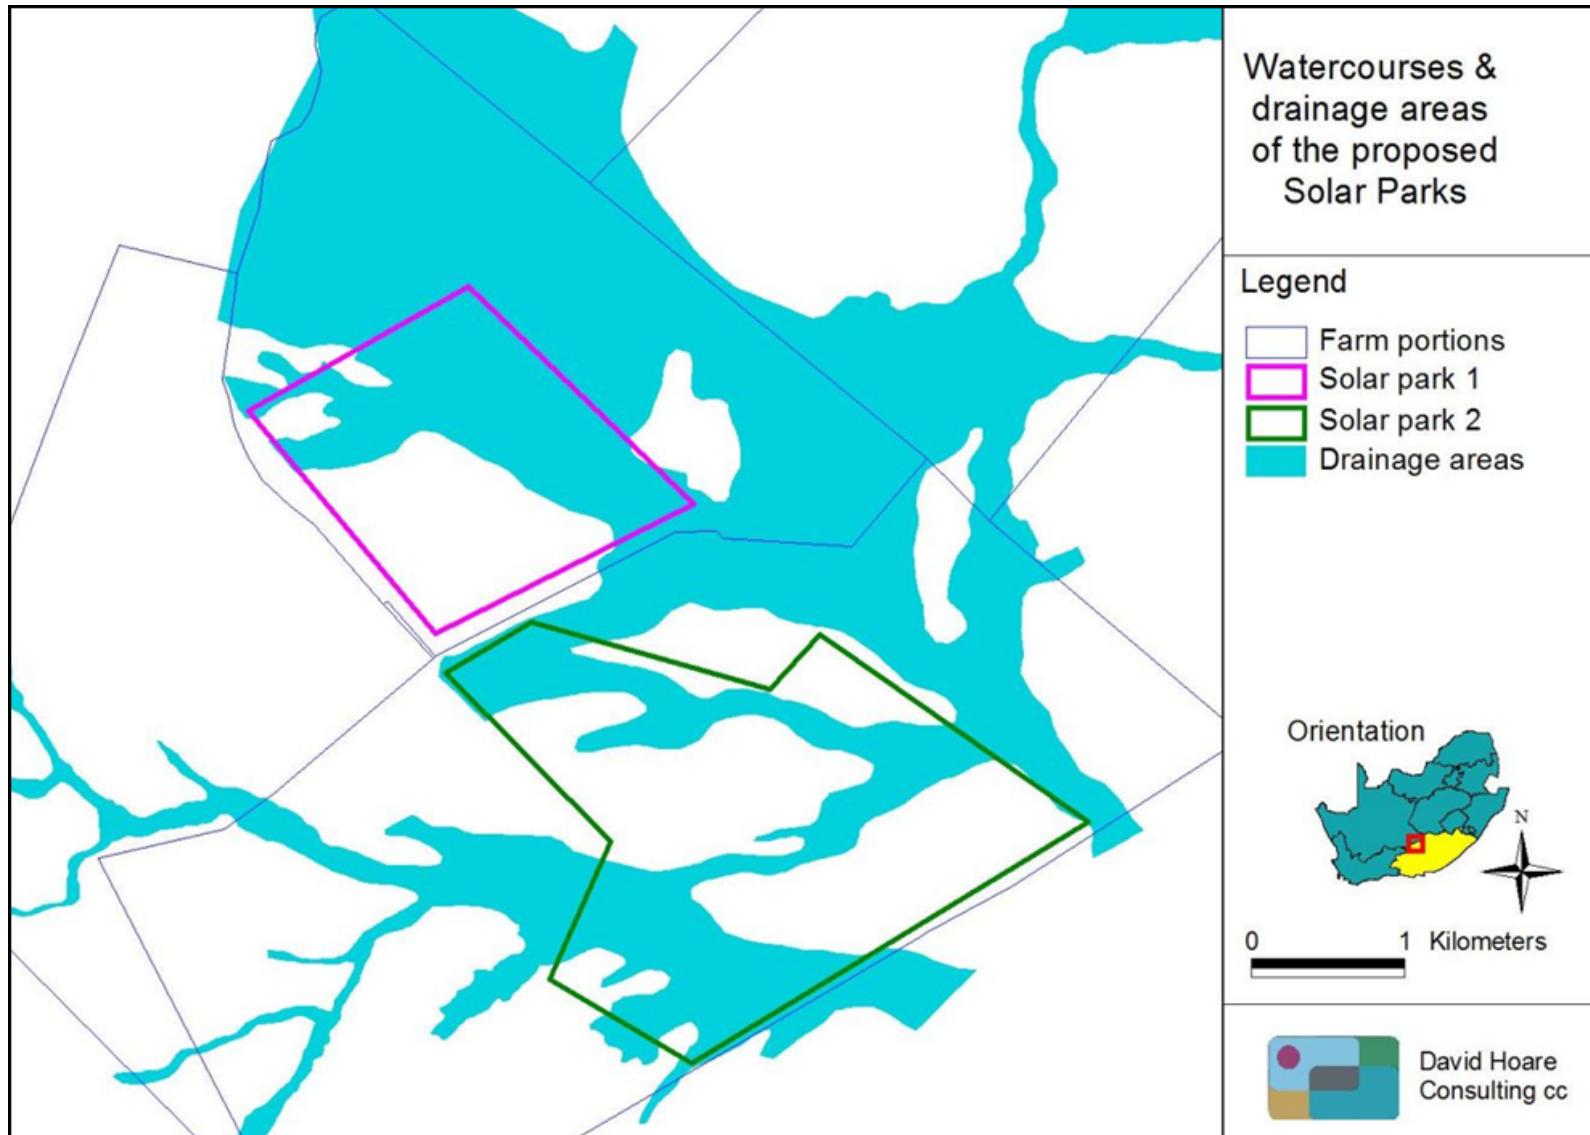 Watercourses &
drainage areas
of the proposed
Solar Parks
Legend
Farm portions
Solar park 1
Solar park 2
Drainage areas
Orientation
N
0 1 Kilometers
David Hoare
Consulting cc